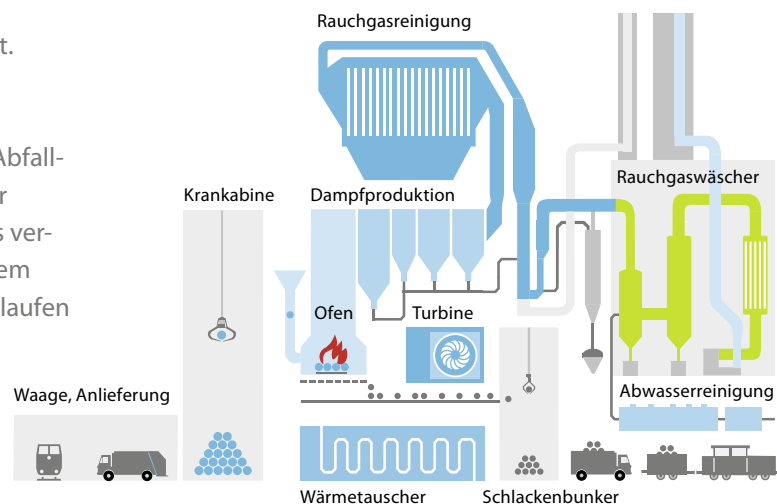 t.
Abfall-
r
s ver-
em
laufen
Rauchgasreinigung
Rauchgaswäscher
Krankabine
Dampfproduktion
Ofen
Turbine
Waage, Anlieferung
Abwasserreinigung
Wärmetauscher
Schlackenbunker